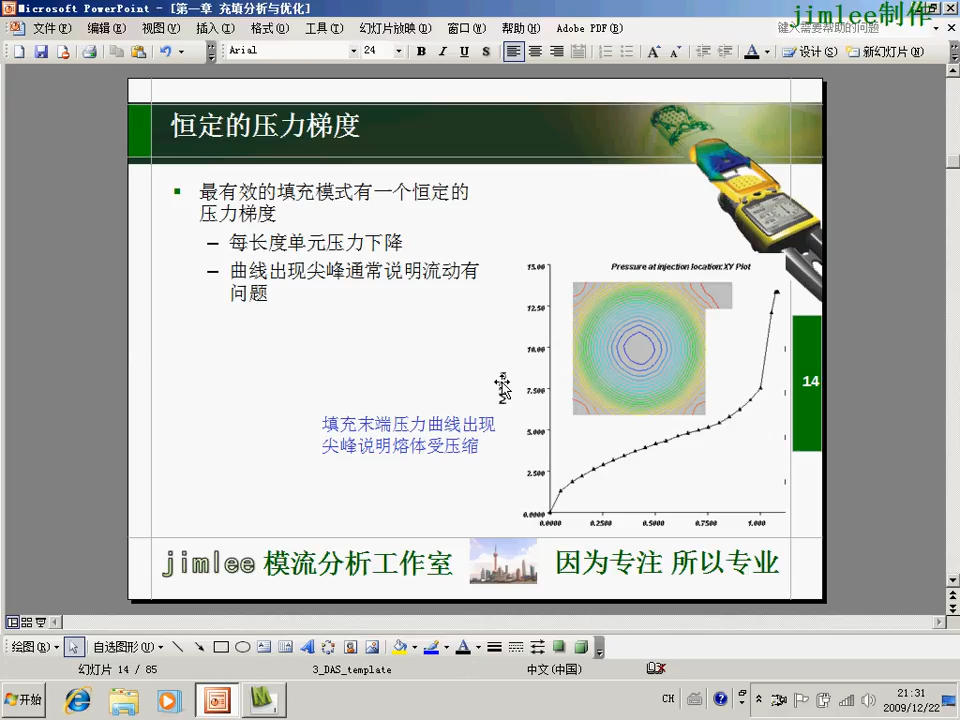 Microsoft PowerPoint - [第一章 充填分析与优化]
jimlee制作
文件(F) 编辑(E) 视图(V) 插入(I) 格式(O) 工具(T) 幻灯片放映(D) 窗口(W) 帮助(H) Adobe PDF(B)
键入需要帮助的问题
Arial 24 B I U S 设计(S) 新幻灯片(N)
恒定的压力梯度
最有效的填充模式有一个恒定的
压力梯度
– 每长度单元压力下降
– 曲线出现尖峰通常说明流动有
问题
填充末端压力曲线出现
尖峰说明熔体受压缩
Pressure at injection location:XY Plot
15.00
12.50
10.00
7.500
5.000
2.500
0.0000
0.0000 0.2500 0.5000 0.7500 1.000
14
jimlee 模流分析工作室 因为专注 所以专业
绘图(R) 自选图形(U)
幻灯片 14 / 85 3_DAS_template 中文(中国)
开始 CH 21:31
2009/12/22